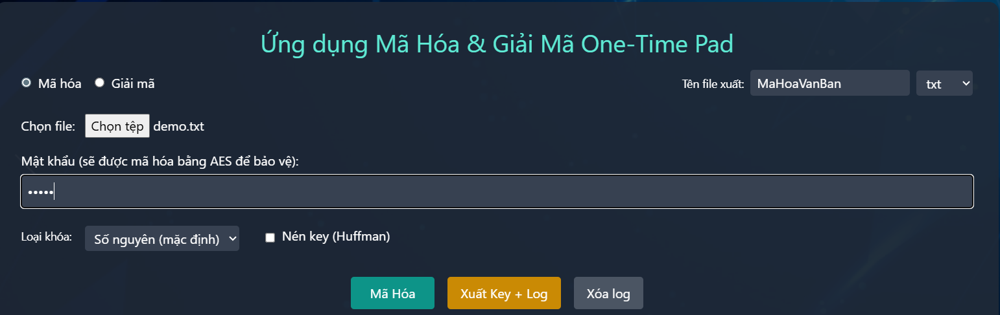 Ứng dụng Mã Hóa & Giải Mã One-Time Pad
Mã hóa Giải mã Tên file xuất: MaHoaVanBan txt
Chọn file: Chọn tệp demo.txt
Mật khẩu (sẽ được mã hóa bằng AES để bảo vệ):
•••••
Loại khóa: Số nguyên (mặc định) Nén key (Huffman)
Mã Hóa Xuất Key + Log Xóa log